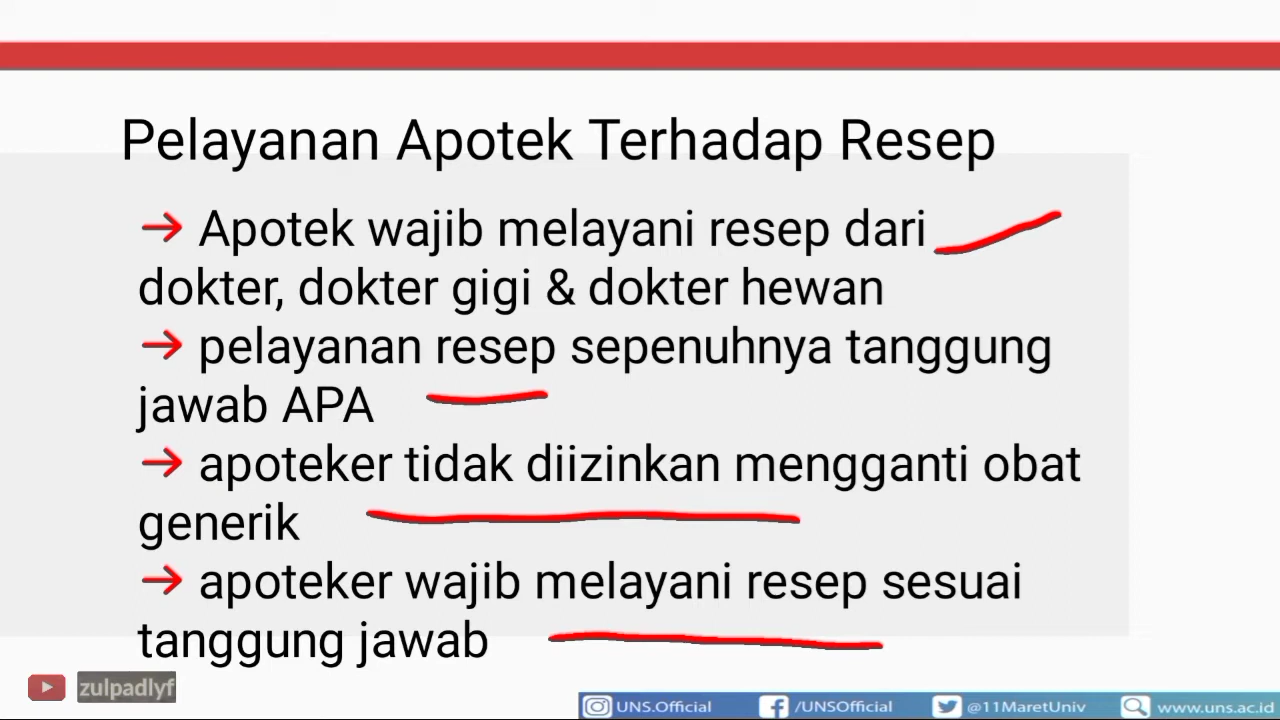 Pelayanan Apotek Terhadap Resep
→ Apotek wajib melayani resep dari
dokter, dokter gigi & dokter hewan
→ pelayanan resep sepenuhnya tanggung
jawab APA
→ apoteker tidak diizinkan mengganti obat
generik
→ apoteker wajib melayani resep sesuai
tanggung jawab
zulpadlyf
UNS.Official /UNSOfficial @11MaretUniv www.uns.ac.id